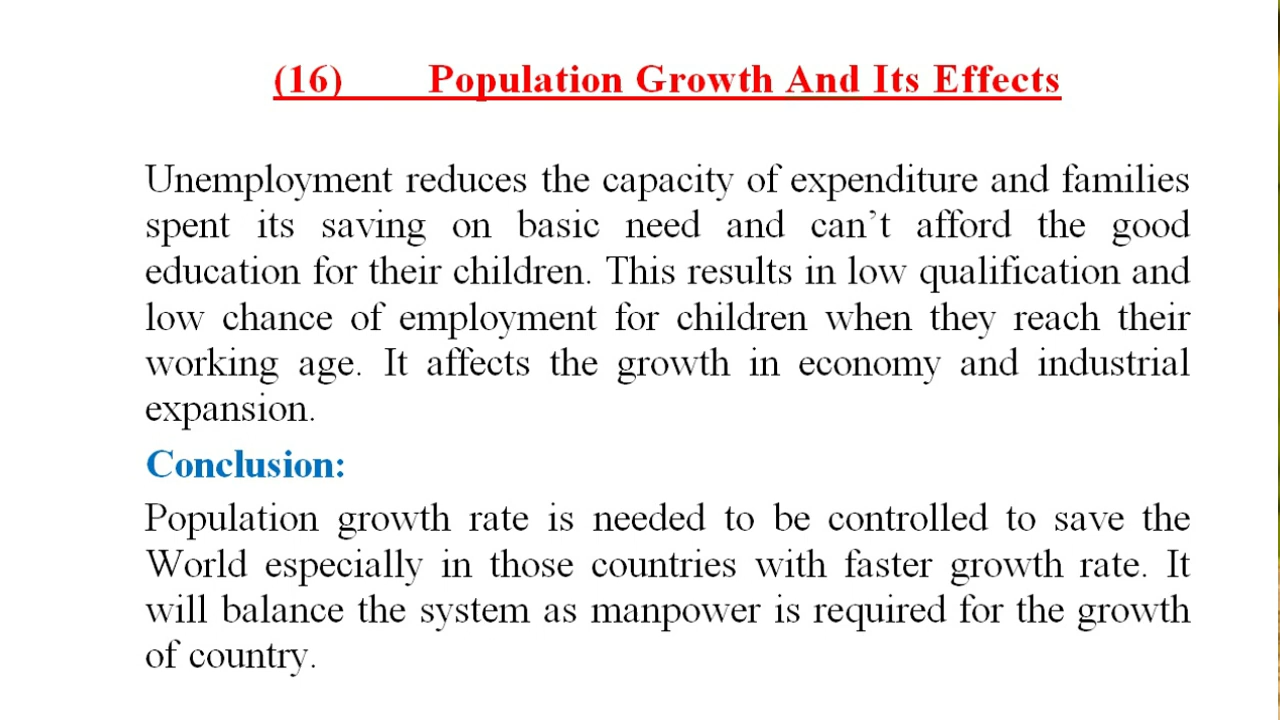 (16) Population Growth And Its Effects
Unemployment reduces the capacity of expenditure and families
spent its saving on basic need and can’t afford the good
education for their children. This results in low qualification and
low chance of employment for children when they reach their
working age. It affects the growth in economy and industrial
expansion.
Conclusion:
Population growth rate is needed to be controlled to save the
World especially in those countries with faster growth rate. It
will balance the system as manpower is required for the growth
of country.